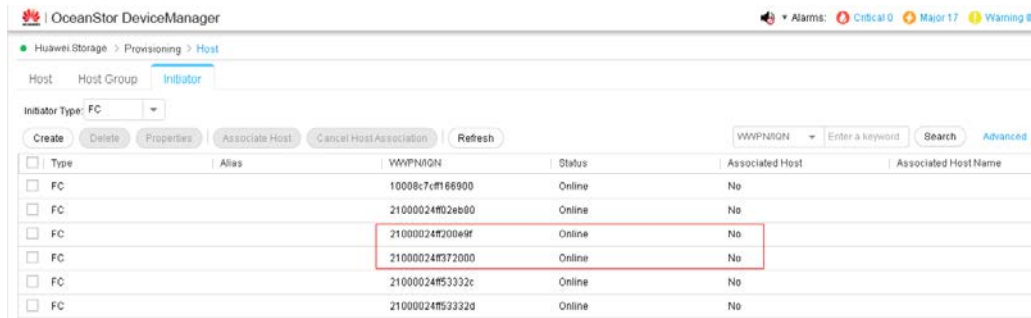 OceanStor DeviceManager Alarms: Critical 0 Major 17 Warning
Huawei.Storage > Provisioning > Host
Host Host Group Initiator
Initiator Type: FC
Create Delete Properties Associate Host Cancel Host Association Refresh WWPN/IQN Enter a keyword Search Advanced
Type Alias WWPN/IQN Status Associated Host Associated Host Name
FC 10008c7cff166900 Online No
FC 21000024ff02eb80 Online No
FC 21000024ff200e9f Online No
FC 21000024ff372000 Online No
FC 21000024ff53332c Online No
FC 21000024ff53332d Online No